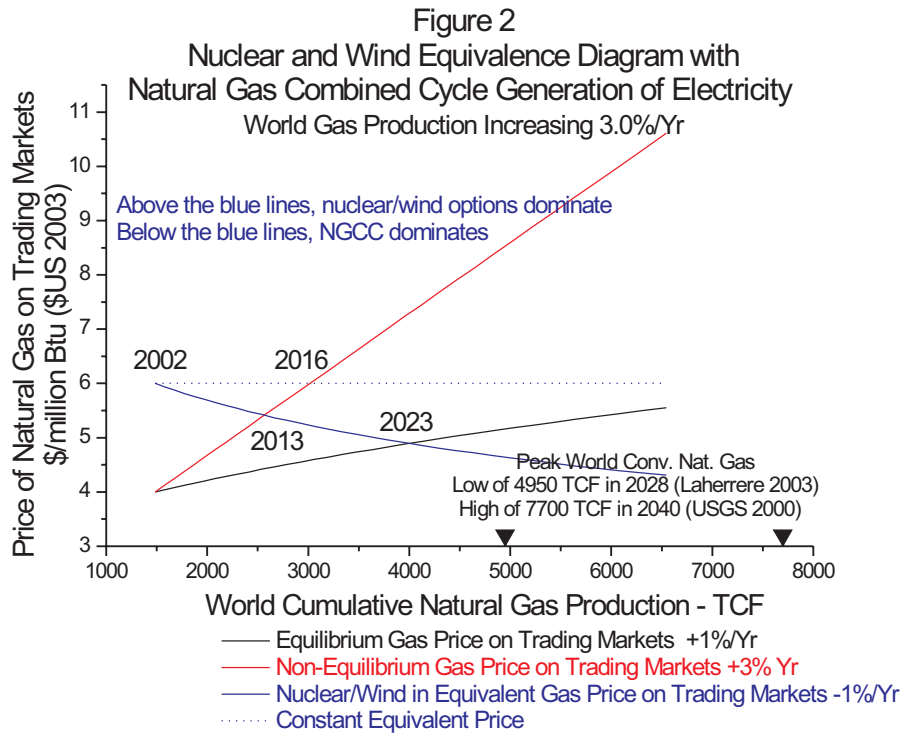 Figure 2
Nuclear and Wind Equivalence Diagram with
Natural Gas Combined Cycle Generation of Electricity
World Gas Production Increasing 3.0%/Yr
Price of Natural Gas on Trading Markets
$/million Btu ($US 2003)
11
10
9
8
7
6
5
4
3
Above the blue lines, nuclear/wind options dominate
Below the blue lines, NGCC dominates
2002
2016
2013
2023
Peak World Conv. Nat. Gas
Low of 4950 TCF in 2028 (Laherrere 2003)
High of 7700 TCF in 2040 (USGS 2000)
1000 2000 3000 4000 5000 6000 7000 8000
World Cumulative Natural Gas Production - TCF
Equilibrium Gas Price on Trading Markets +1%/Yr
Non-Equilibrium Gas Price on Trading Markets +3% Yr
Nuclear/Wind in Equivalent Gas Price on Trading Markets -1%/Yr
Constant Equivalent Price